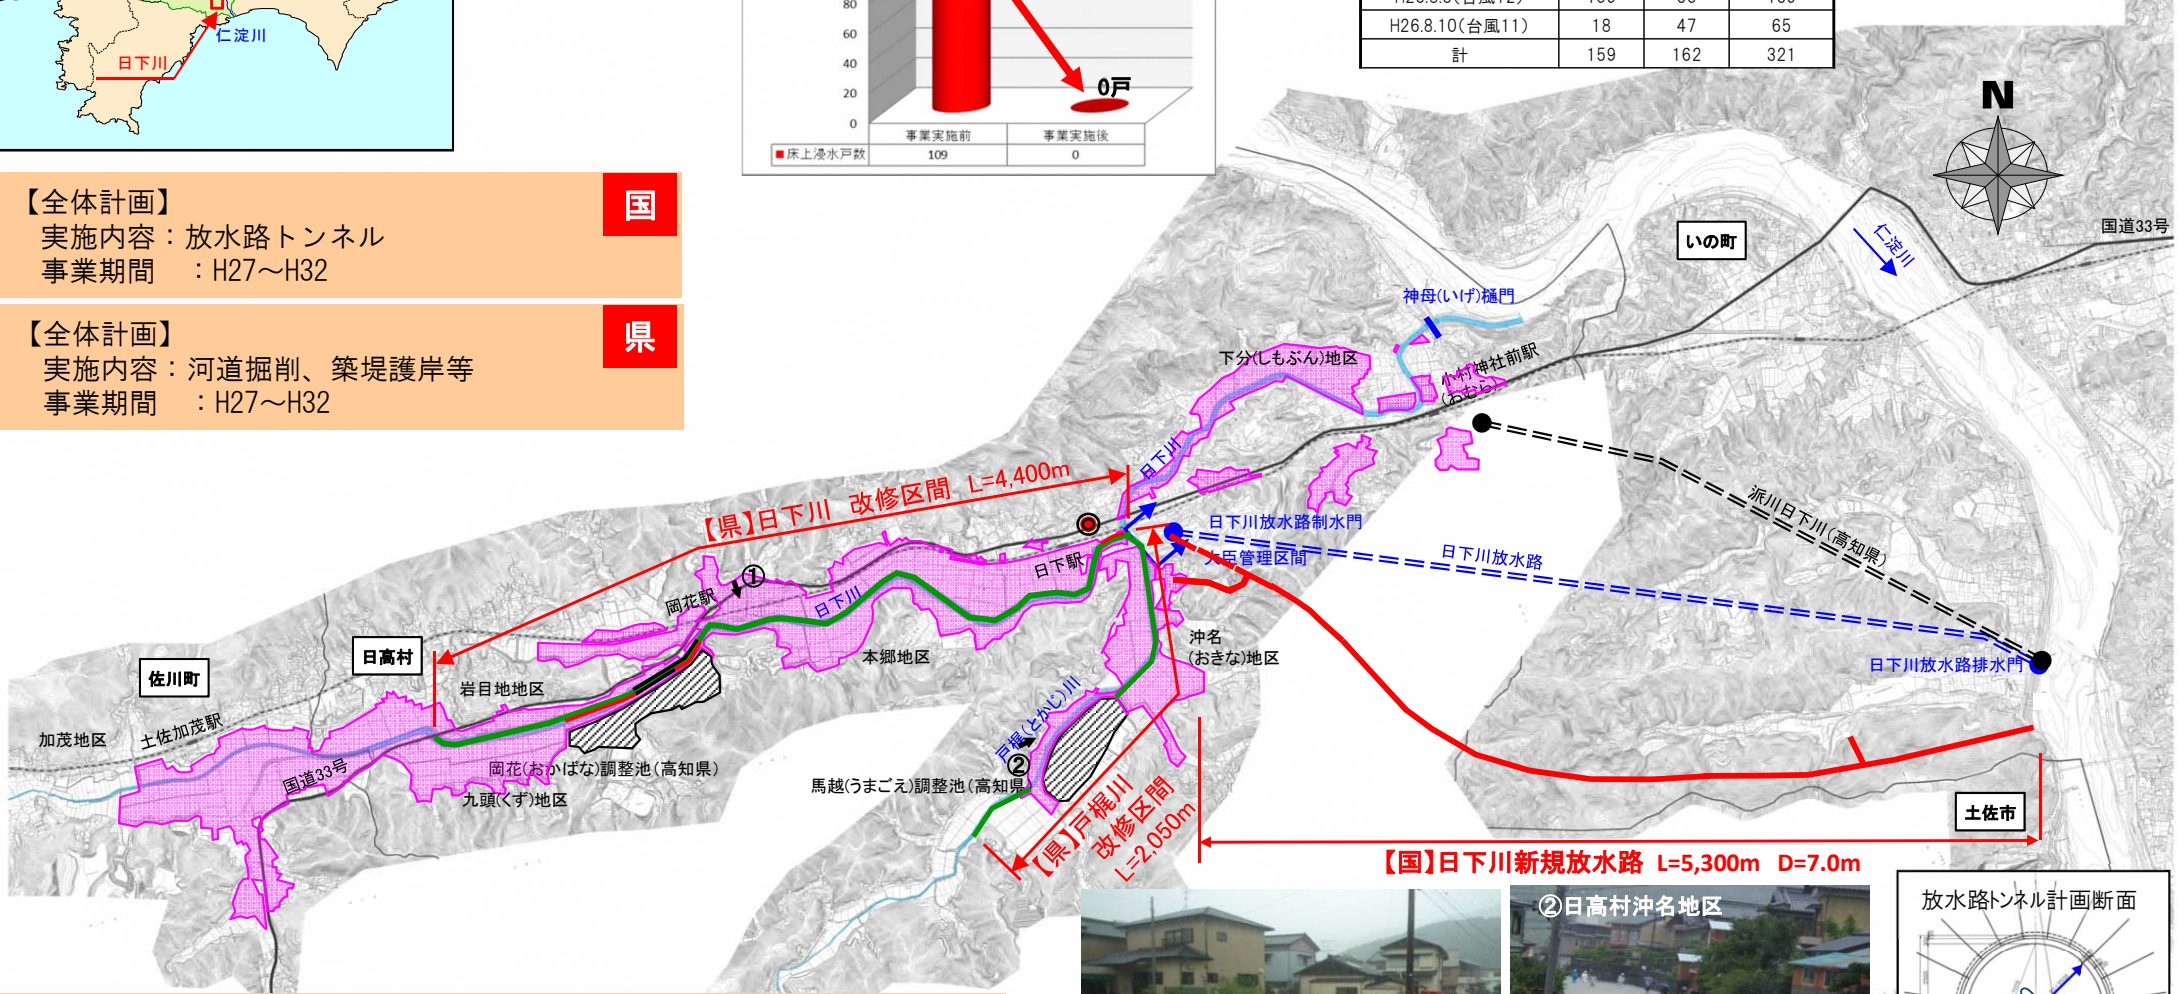 仁淀川
日下川
80
60
40
20
0
0戸
事業実施前 事業実施後
■床上浸水戸数 109 0
H26.8.10(台風11) 18 47 65
計 159 162 321
【全体計画】
実施内容：放水路トンネル
事業期間 ：H27～H32
国
【全体計画】
実施内容：河道掘削、築堤護岸等
事業期間 ：H27～H32
県
N
国道33号
いの町
仁淀川
神母(いげ)樋門
下分(しもぶん)地区
小村神社前駅
(おむら)
日下川
【県】日下川 改修区間 L=4,400m
日下川放水路制水門
大臣管理区間
日下川放水路
派川日下川(高知県)
日下川放水路排水門
日下駅
①
岡花駅
日下川
本郷地区
沖名
(おきな)地区
日高村
佐川町
岩目地地区
加茂地区
土佐加茂駅
国道33号
岡花(おかばな)調整池(高知県)
九頭(くず)地区
戸梶(とかじ)川
②
馬越(うまごえ)調整池(高知県)
【県】戸梶川
改修区間
L=2,050m
土佐市
【国】日下川新規放水路 L=5,300m D=7.0m
②日高村沖名地区
放水路トンネル計画断面